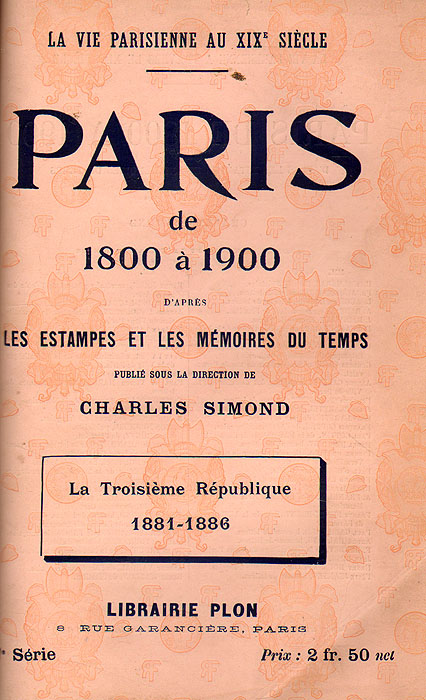 LA VIE PARISIENNE AU XIXE SIÈCLE
PARIS
de
1800 à 1900
D'APRÈS
LES ESTAMPES ET LES MÉMOIRES DU TEMPS
PUBLIÉ SOUS LA DIRECTION DE
CHARLES SIMOND
La Troisième République
1881-1886
LIBRAIRIE PLON
8 RUE GARANCIÈRE, PARIS
Série
Prix : 2 fr. 50 net